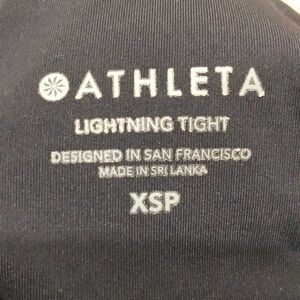 ATHLETA
LIGHTNING TIGHT
DESIGNED IN SAN FRANCISCO
MADE IN SRI LANKA
XSP